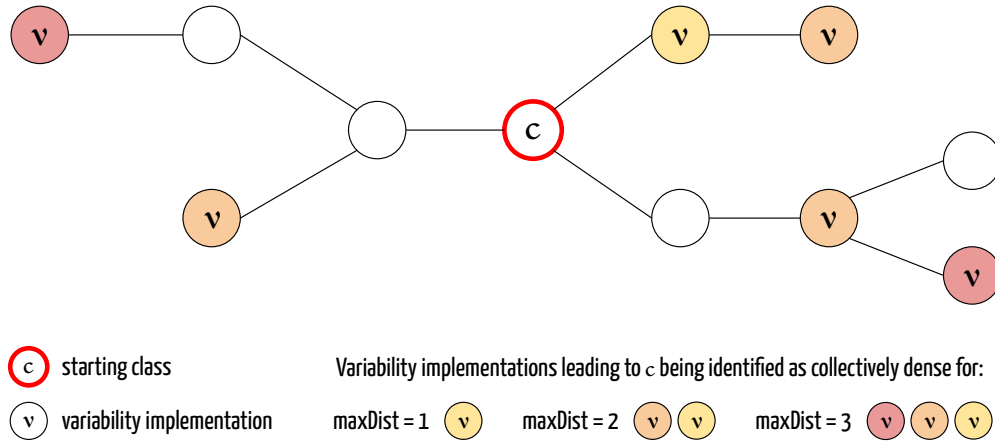 v
v
v
c
v
v
v
c starting class
Variability implementations leading to c being identified as collectively dense for:
v variability implementation
maxDist = 1 v
maxDist = 2 v v
maxDist = 3 v v v